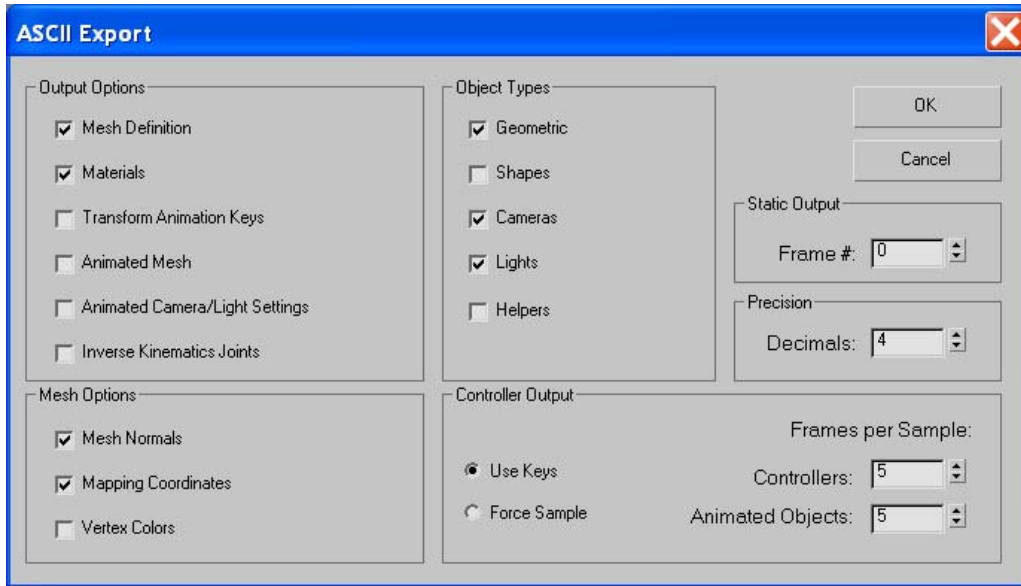 ASCII Export
Output Options
Mesh Definition
Materials
Transform Animation Keys
Animated Mesh
Animated Camera/Light Settings
Inverse Kinematics Joints
Mesh Options
Mesh Normals
Mapping Coordinates
Vertex Colors
Object Types
Geometric
Shapes
Cameras
Lights
Helpers
OK
Cancel
Static Output
Frame #: 0
Precision
Decimals: 4
Controller Output
Use Keys
Force Sample
Frames per Sample:
Controllers: 5
Animated Objects: 5